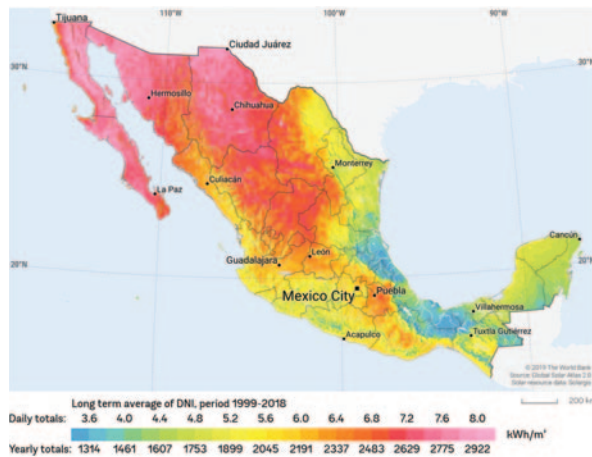 110°W
100°W
90°W
Tijuana
Ciudad Juárez
30°N
30°N
Hermosillo
Chihuahua
Monterrey
La Paz
Culiacán
Cancún
León
Guadalajara
20°N
20°N
Mexico City
Puebla
Villahermosa
Acapulco
Tuxtla Gutiérrez
© 2019 The World Bank
Source: Global Solar Atlas 2.0
Solar resource data: Solargis
200 km
Long term average of DNI, period 1999-2018
Daily totals: 3.6 4.0 4.4 4.8 5.2 5.6 6.0 6.4 6.8 7.2 7.6 8.0
kWh/m²
Yearly totals: 1314 1461 1607 1753 1899 2045 2191 2337 2483 2629 2775 2922